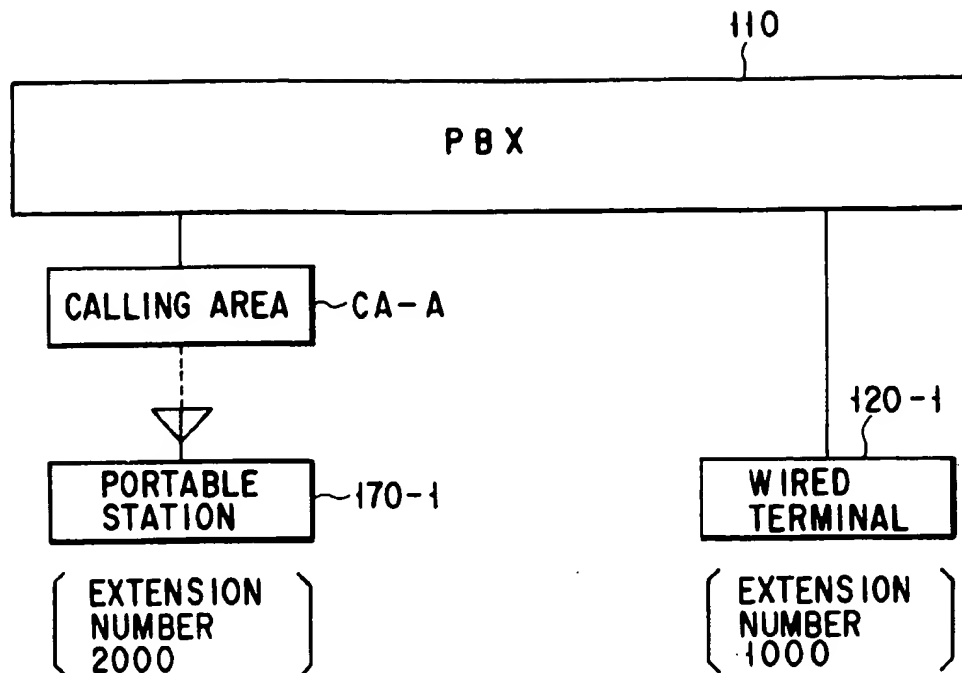 110
PBX
CALLING AREA
CA-A
120-1
PORTABLE
STATION
170-1
WIRED
TERMINAL
EXTENSION
NUMBER
2000
EXTENSION
NUMBER
1000